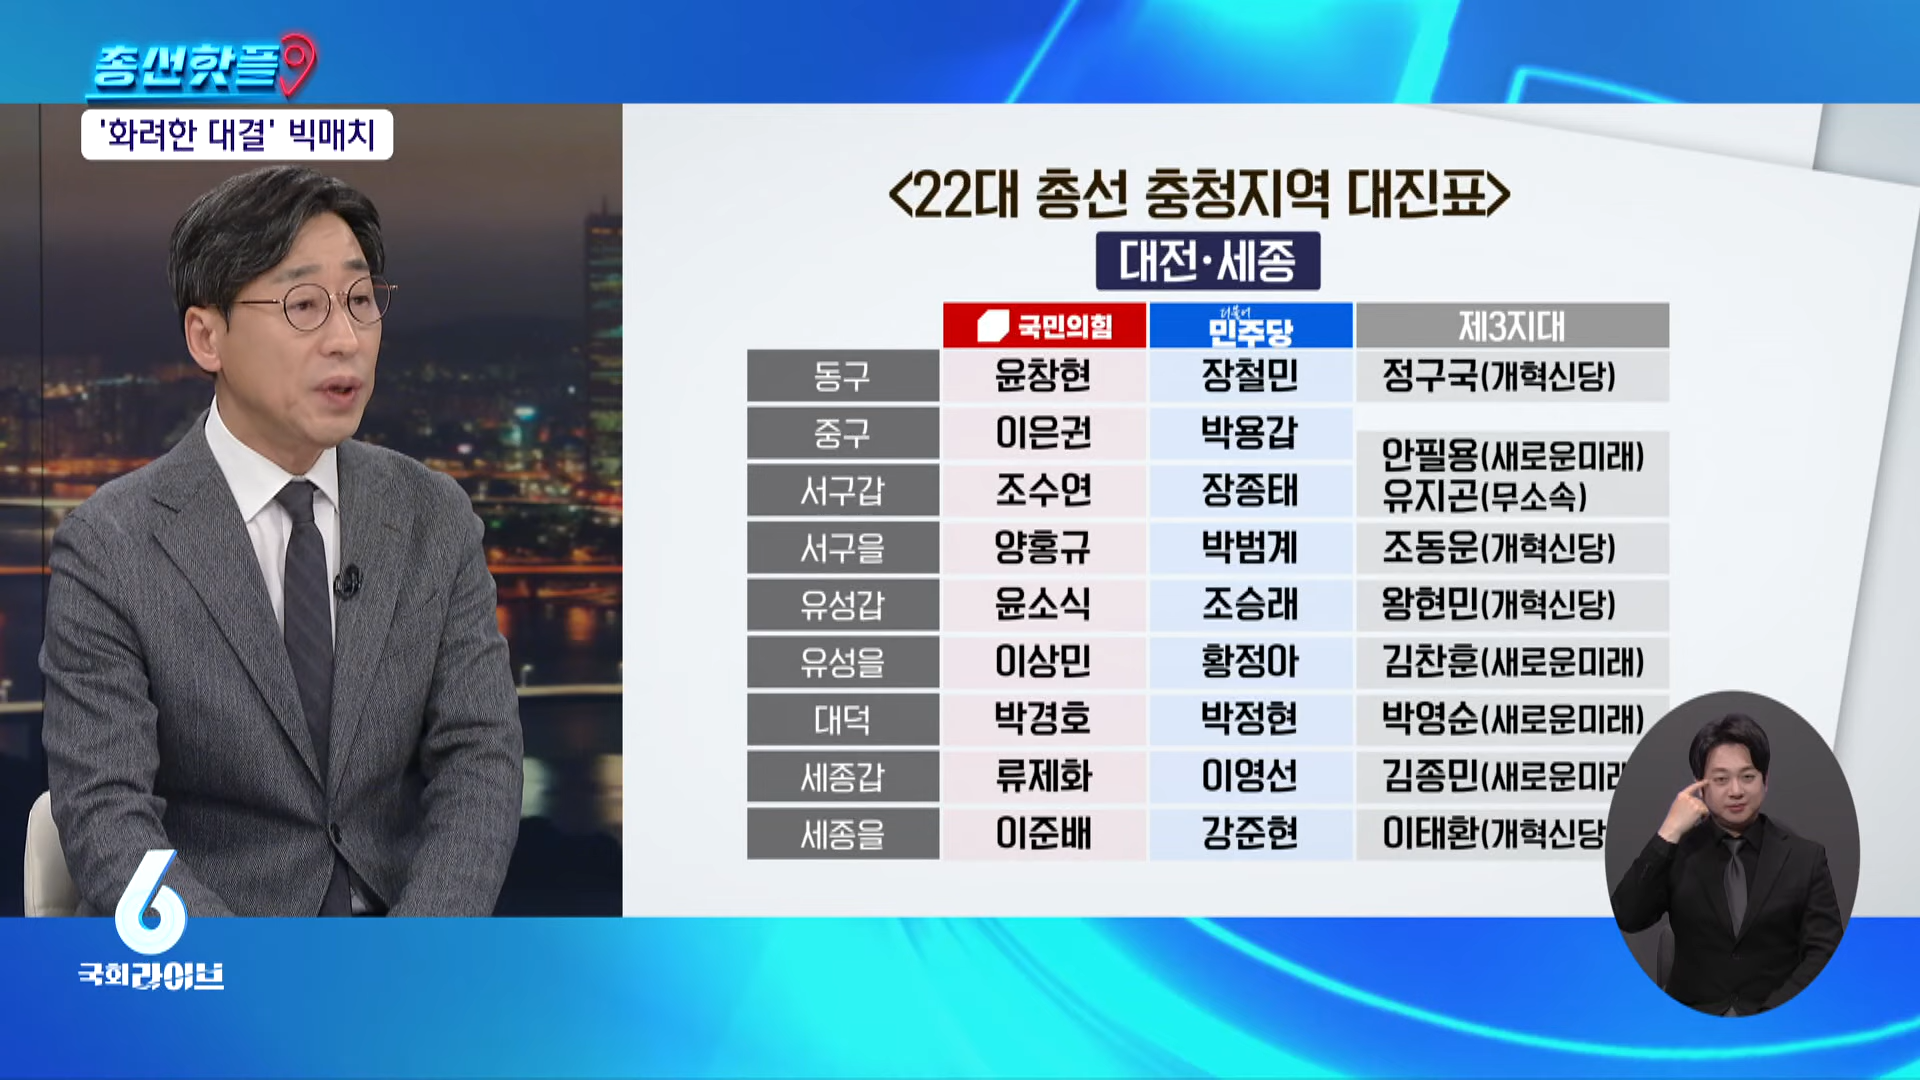 총선핫플
'화려한 대결' 빅매치
<22대 총선 충청지역 대진표>
대전·세종
국민의힘 더불어민주당 제3지대
동구 윤창현 장철민 정구국(개혁신당)
중구 이은권 박용갑
서구갑 조수연 장종태 안필용(새로운미래)
유지곤(무소속)
서구을 양홍규 박범계 조동운(개혁신당)
유성갑 윤소식 조승래 왕현민(개혁신당)
유성을 이상민 황정아 김찬훈(새로운미래)
대덕 박경호 박정현 박영순(새로운미래)
세종갑 류제화 이영선 김종민(새로운미래
세종을 이준배 강준현 이태환(개혁신당
6
국회라이브